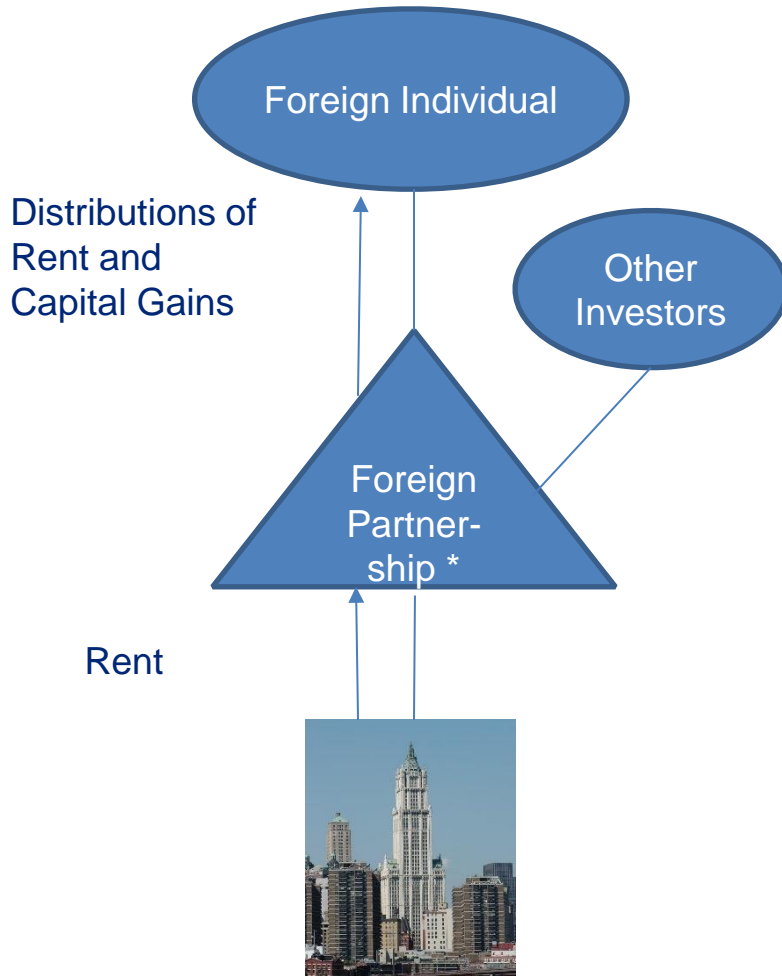 Foreign Individual
Distributions of
Rent and
Capital Gains
Other
Investors
Foreign
Partner-
ship *
Rent